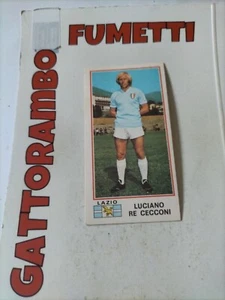 FUMETTI
GATTORAMBO
LAZIO
LUCIANO
RE CECCONI